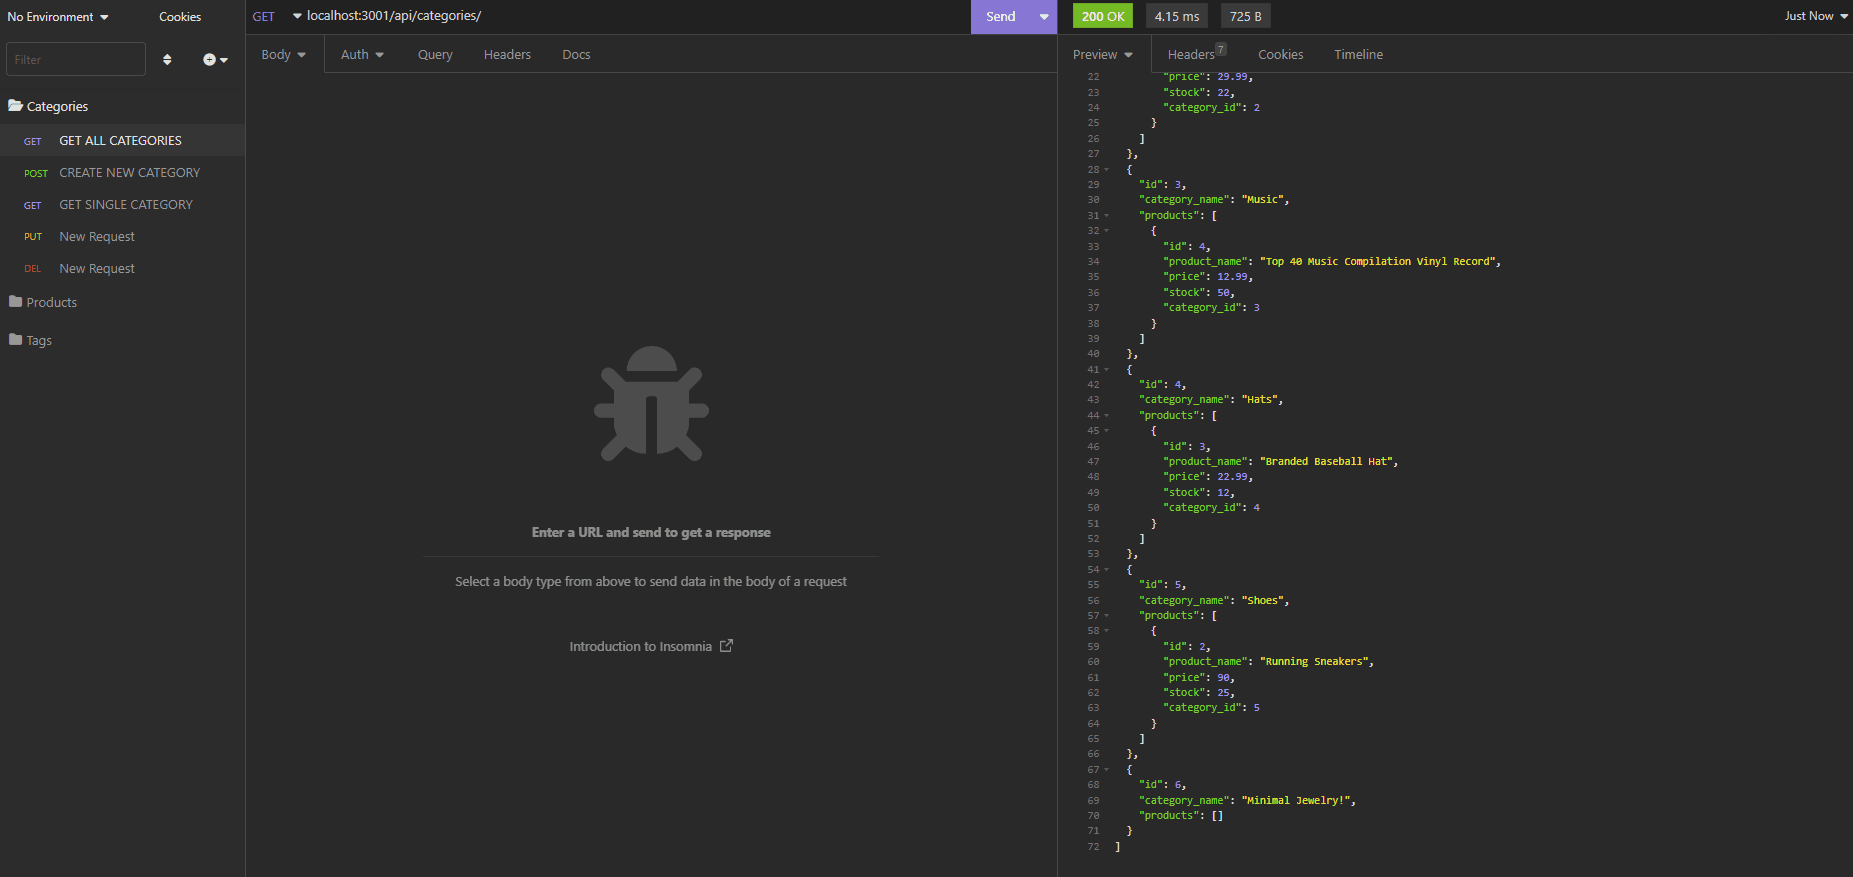 No Environment
Cookies
Filter
Categories
GET GET ALL CATEGORIES
POST CREATE NEW CATEGORY
GET GET SINGLE CATEGORY
PUT New Request
DEL New Request
Products
Tags
GET localhost:3001/api/categories/ Send
Body Auth Query Headers Docs
Enter a URL and send to get a response
Select a body type from above to send data in the body of a request
Introduction to Insomnia
200 OK 4.15 ms 725 B Just Now
Preview Headers 7 Cookies Timeline
22 "price": 29.99,
23 "stock": 22,
24 "category_id": 2
25 }
26 ]
27 },
28 {
29 "id": 3,
30 "category_name": "Music",
31 "products": [
32 {
33 "id": 4,
34 "product_name": "Top 40 Music Compilation Vinyl Record",
35 "price": 12.99,
36 "stock": 50,
37 "category_id": 3
38 }
39 ]
40 },
41 {
42 "id": 4,
43 "category_name": "Hats",
44 "products": [
45 {
46 "id": 3,
47 "product_name": "Branded Baseball Hat",
48 "price": 22.99,
49 "stock": 12,
50 "category_id": 4
51 }
52 ]
53 },
54 {
55 "id": 5,
56 "category_name": "Shoes",
57 "products": [
58 {
59 "id": 2,
60 "product_name": "Running Sneakers",
61 "price": 90,
62 "stock": 25,
63 "category_id": 5
64 }
65 ]
66 },
67 {
68 "id": 6,
69 "category_name": "Minimal Jewelry!",
70 "products": []
71 }
72 ]